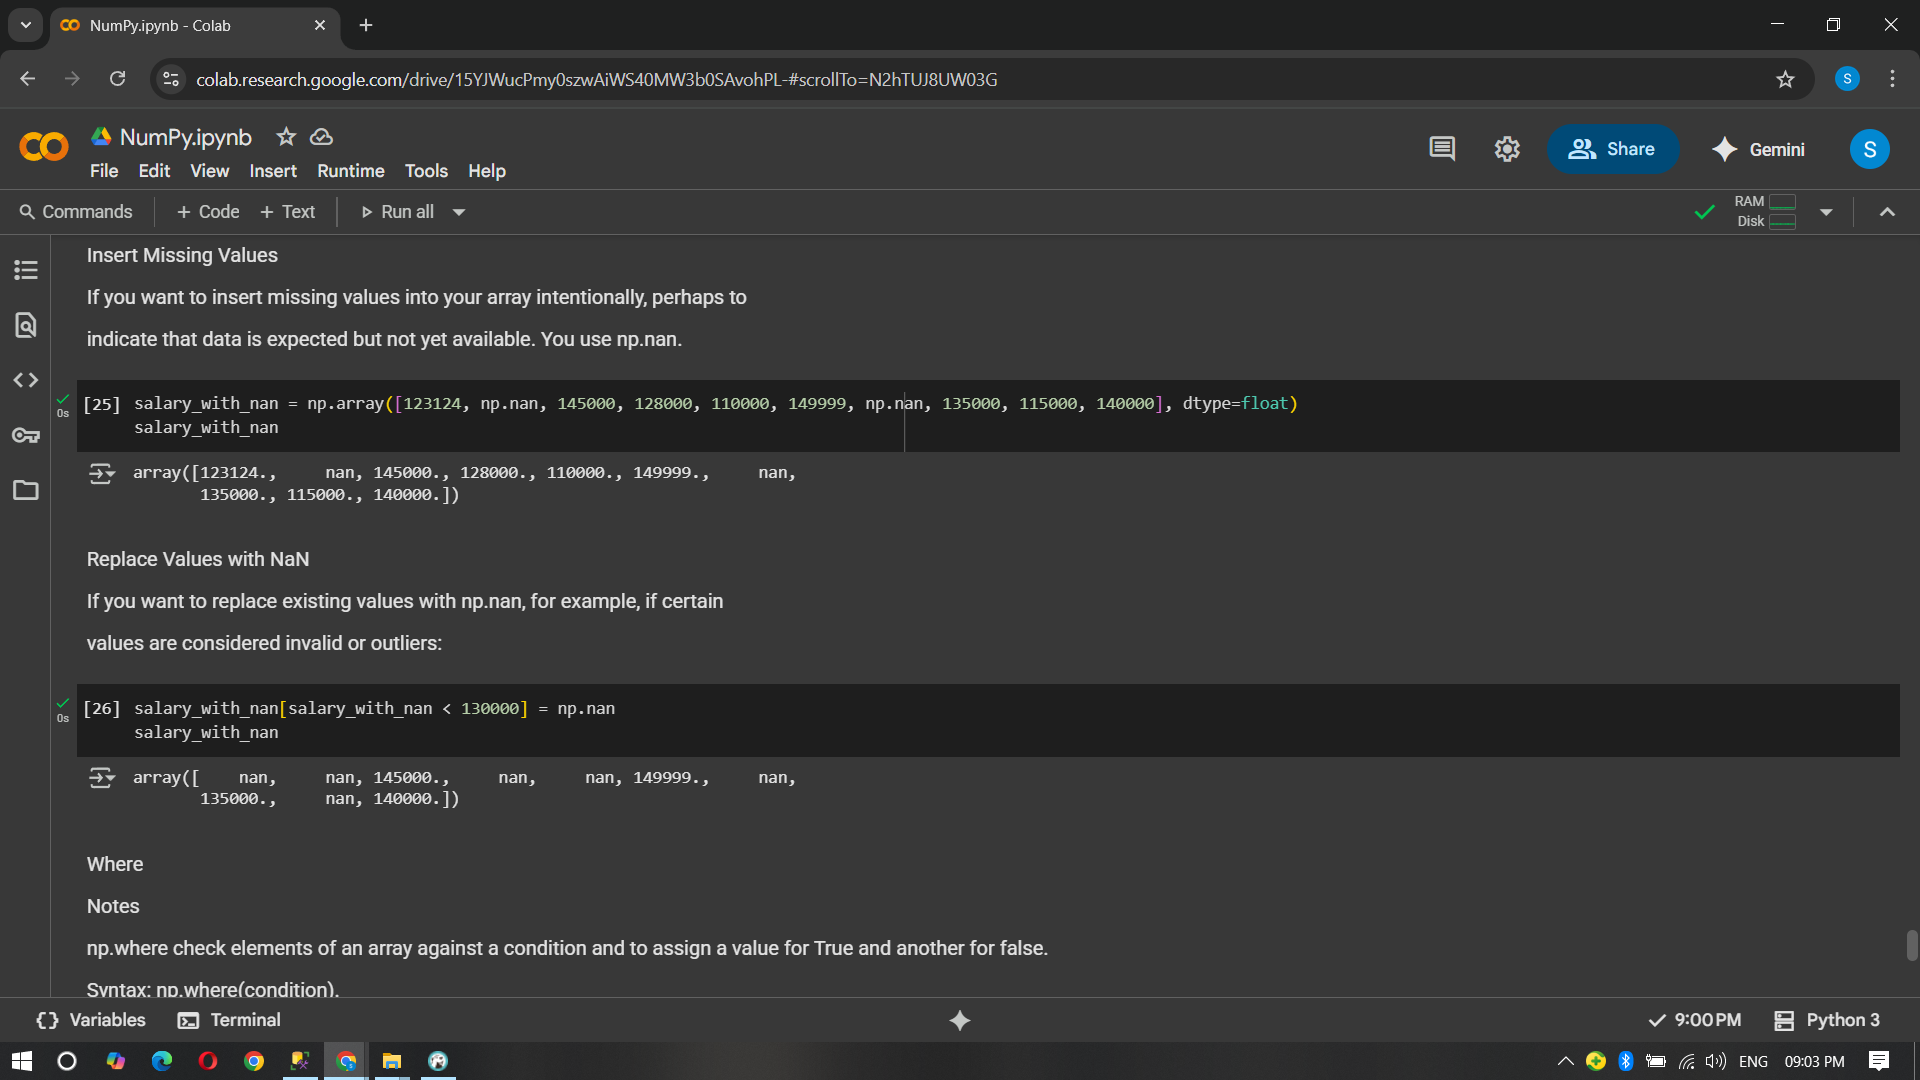 NumPy.ipynb - Colab
colab.research.google.com/drive/15YJWucPmy0szwAiWS40MW3b0SAvohPL-#scrollTo=N2hTUJ8UW03G
S
NumPy.ipynb
File Edit View Insert Runtime Tools Help
Share
Gemini
S
Commands + Code + Text Run all
RAM
Disk
Insert Missing Values
If you want to insert missing values into your array intentionally, perhaps to
indicate that data is expected but not yet available. You use np.nan.
0s
[25] salary_with_nan = np.array([123124, np.nan, 145000, 128000, 110000, 149999, np.nan, 135000, 115000, 140000], dtype=float)
salary_with_nan
array([123124., nan, 145000., 128000., 110000., 149999., nan,
135000., 115000., 140000.])
Replace Values with NaN
If you want to replace existing values with np.nan, for example, if certain
values are considered invalid or outliers:
0s
[26] salary_with_nan[salary_with_nan < 130000] = np.nan
salary_with_nan
array([ nan, nan, 145000., nan, nan, 149999., nan,
135000., nan, 140000.])
Where
Notes
np.where check elements of an array against a condition and to assign a value for True and another for false.
Syntax: np.where(condition).
Variables Terminal
9:00 PM Python 3
ENG 09:03 PM